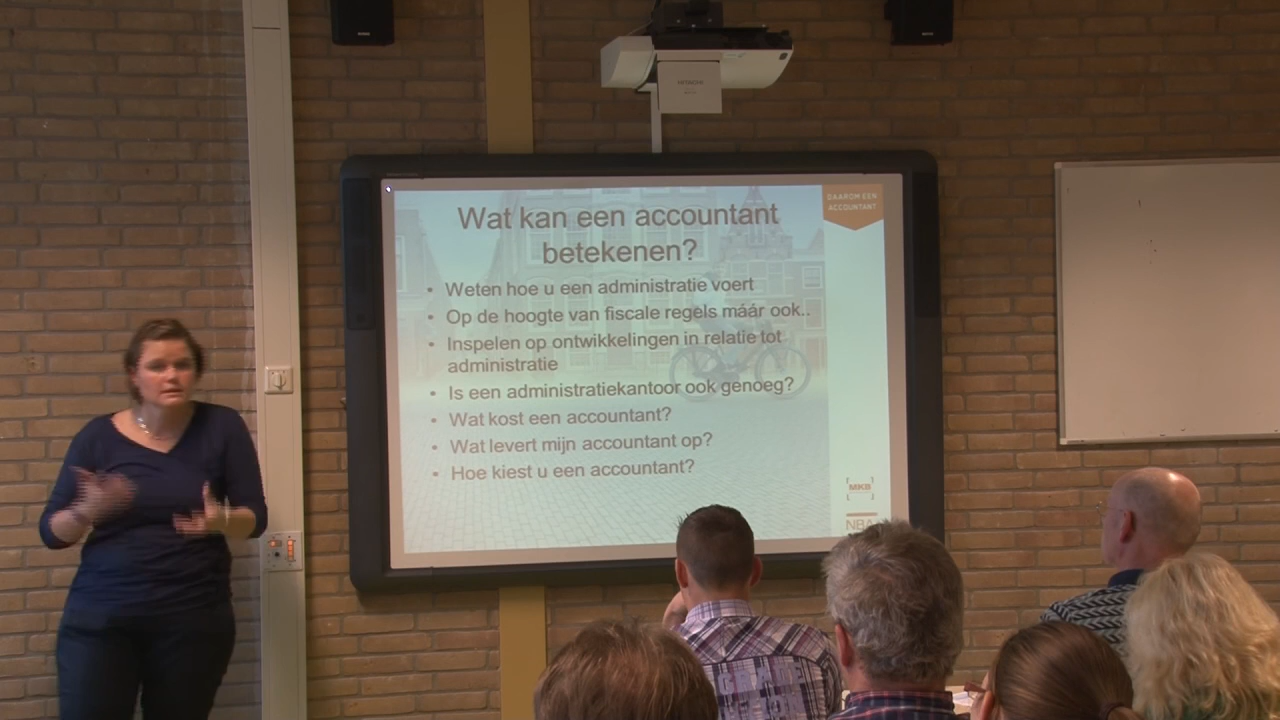 HITACHI
DAAROM EEN
ACCOUNTANT
Wat kan een accountant
betekenen?
• Weten hoe u een administratie voert
• Op de hoogte van fiscale regels máár ook..
• Inspelen op ontwikkelingen in relatie tot
administratie
• Is een administratiekantoor ook genoeg?
• Wat kost een accountant?
• Wat levert mijn accountant op?
• Hoe kiest u een accountant?
MKB
NBA